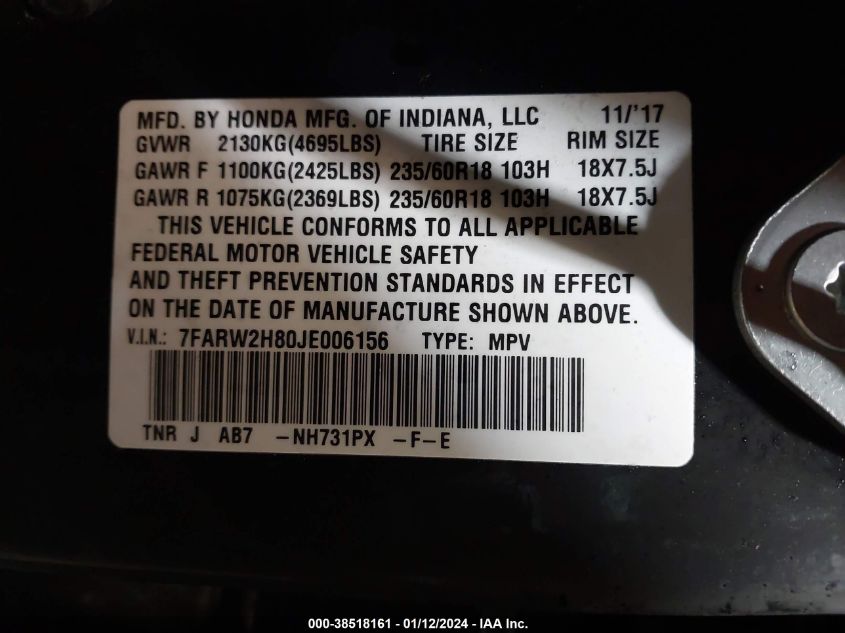 MFD. BY HONDA MFG. OF INDIANA, LLC 11/'17
GVWR 2130KG(4695LBS) TIRE SIZE RIM SIZE
GAWR F 1100KG(2425LBS) 235/60R18 103H 18X7.5J
GAWR R 1075KG(2369LBS) 235/60R18 103H 18X7.5J
THIS VEHICLE CONFORMS TO ALL APPLICABLE
FEDERAL MOTOR VEHICLE SAFETY
AND THEFT PREVENTION STANDARDS IN EFFECT
ON THE DATE OF MANUFACTURE SHOWN ABOVE.
V.I.N.: 7FARW2H80JE006156 TYPE: MPV
TNR J AB7 -NH731PX -F-E
000-38518161 - 01/12/2024 - IAA Inc.